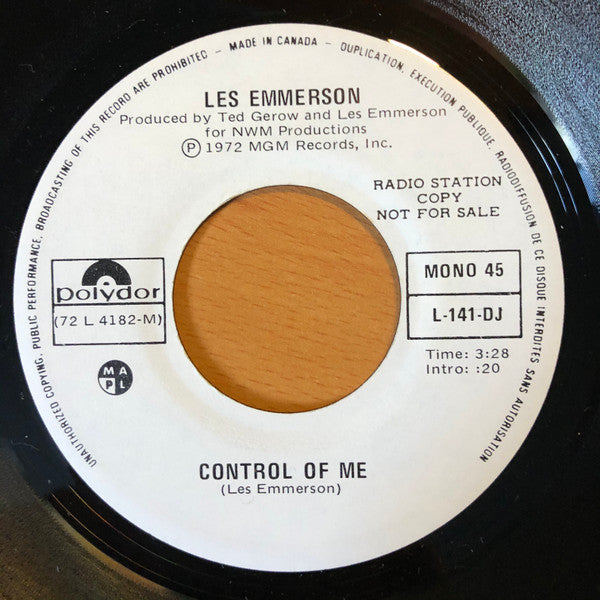 UNAUTHORIZED COPYING, PUBLIC PERFORMANCE, BROADCASTING OF THIS RECORD ARE PROHIBITED - MADE IN CANADA - DUPLICATION, EXECUTION PUBLIQUE, RADIODIFFUSION DE CE DISQUE INTERDITES SANS AUTORISATION
LES EMMERSON
Produced by Ted Gerow and Les Emmerson
for NWM Productions
Ⓟ 1972 MGM Records, Inc.
RADIO STATION
COPY
NOT FOR SALE
polydor
(72 L 4182-M)
MONO 45
L-141-DJ
Time: 3:28
Intro: :20
M A
P L
CONTROL OF ME
(Les Emmerson)